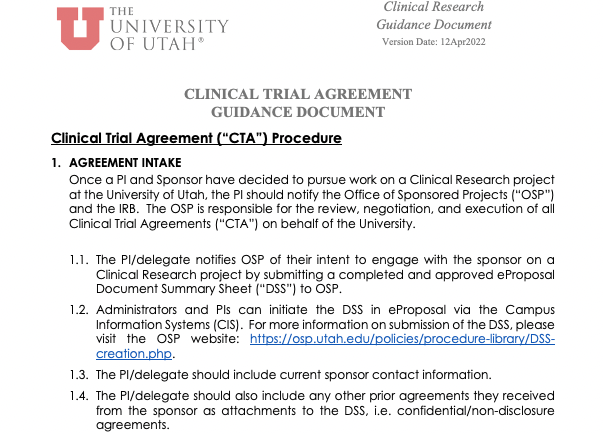 THE
UNIVERSITY
OF UTAH®
Clinical Research
Guidance Document
Version Date: 12Apr2022
CLINICAL TRIAL AGREEMENT
GUIDANCE DOCUMENT
Clinical Trial Agreement (“CTA”) Procedure
1. AGREEMENT INTAKE
Once a PI and Sponsor have decided to pursue work on a Clinical Research project
at the University of Utah, the PI should notify the Office of Sponsored Projects (“OSP”)
and the IRB. The OSP is responsible for the review, negotiation, and execution of all
Clinical Trial Agreements (“CTA”) on behalf of the University.
1.1. The PI/delegate notifies OSP of their intent to engage with the sponsor on a
Clinical Research project by submitting a completed and approved eProposal
Document Summary Sheet (“DSS”) to OSP.
1.2. Administrators and PIs can initiate the DSS in eProposal via the Campus
Information Systems (CIS). For more information on submission of the DSS, please
visit the OSP website: https://osp.utah.edu/policies/procedure-library/DSS-
creation.php.
1.3. The PI/delegate should include current sponsor contact information.
1.4. The PI/delegate should also include any other prior agreements they received
from the sponsor as attachments to the DSS, i.e. confidential/non-disclosure
agreements.